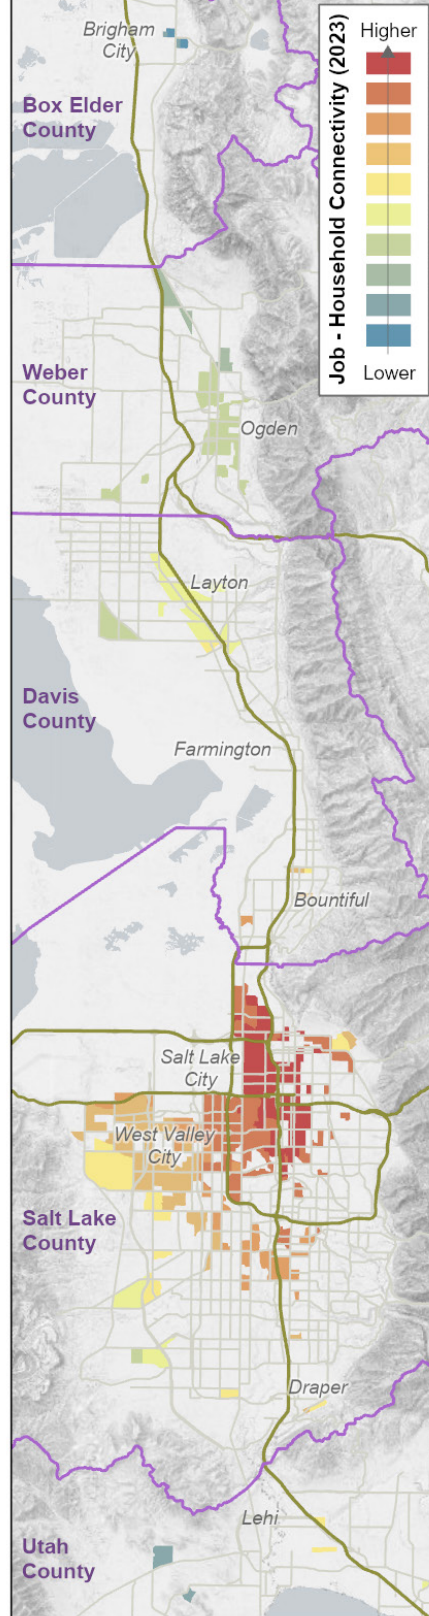 Brigham
City
Job - Household Connectivity (2023)
Higher
Lower
Box Elder
County
Weber
County
Ogden
Layton
Davis
County
Farmington
Bountiful
Salt Lake
City
West Valley
City
Salt Lake
County
Draper
Lehi
Utah
County